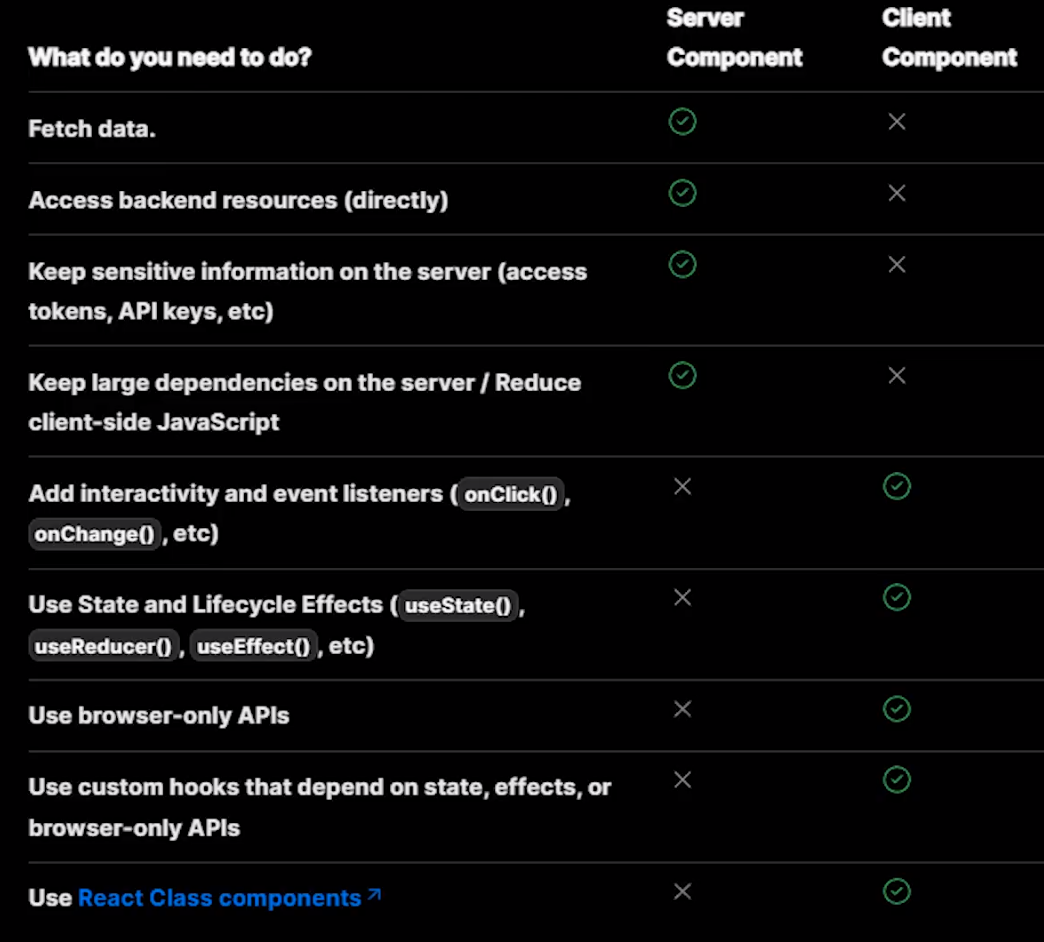 Server Component
Client Component
What do you need to do?
Fetch data.
Access backend resources (directly)
Keep sensitive information on the server (access
tokens, API keys, etc)
Keep large dependencies on the server / Reduce
client-side JavaScript
Add interactivity and event listeners (onClick(),
onChange(), etc)
Use State and Lifecycle Effects (useState(),
useReducer(), useEffect(), etc)
Use browser-only APIs
Use custom hooks that depend on state, effects, or
browser-only APIs
Use React Class components